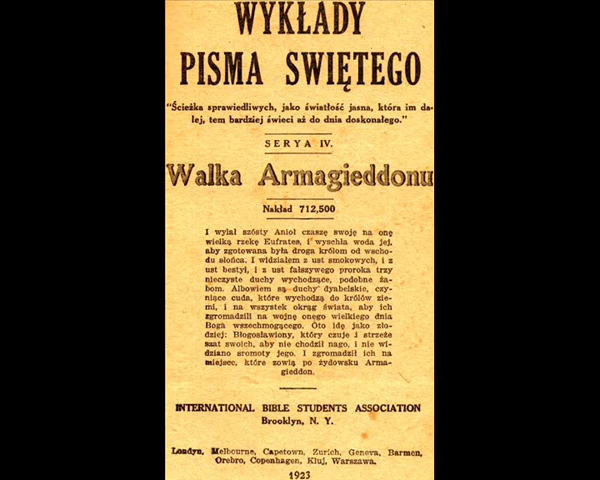 WYKŁADY
PISMA SWIĘTEGO
"Ścieżka sprawiedliwych, jako światłość jasna, która im da-
lej, tem bardziej świeci aż do dnia doskonałego."
SERYA IV.
Walka Armagieddonu
Nakład 712,500
I wylał szósty Anioł czaszę swoję na onę
wielką rzekę Eufrates, i wyschła woda jej,
aby zgotowana była droga królom od wscho-
du słońca. I widziałem z ust smokowych, i z
ust bestyi, i z ust fałszywego proroka trzy
nieczyste duchy wychodzące, podobne ża-
bom. Albowiem są duchy dyabelskie, czy-
niące cuda, które wychodzą do królów zie-
mi, i na wszystek okrąg świata, aby ich
zgromadzili na wojnę onego wielkiego dnia
Boga wszechmogącego. Oto idę jako zło-
dziej; Błogosławiony, który czuje i strzeże
szat swoich, aby nie chodził nago, i nie wi-
dziano sromoty jego. I zgromadził ich na
miejsce, które zowią po żydowsku Arma-
gieddon.
INTERNATIONAL BIBLE STUDENTS ASSOCIATION
Brooklyn, N. Y.
Londyn, Melbourne, Capetown, Zurich, Geneva, Barmen,
Orebro, Copenhagen, Kluj, Warszawa.
1923